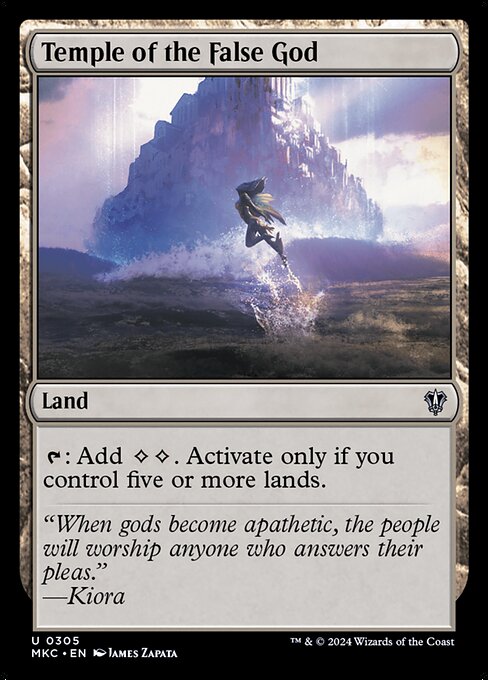 Temple of the False God
Land
: Add . Activate only if you
control five or more lands.
“When gods become apathetic, the people
will worship anyone who answers their
pleas.”
—Kiora
U 0305
MKC • EN JAMES ZAPATA
™ & © 2024 Wizards of the Coast